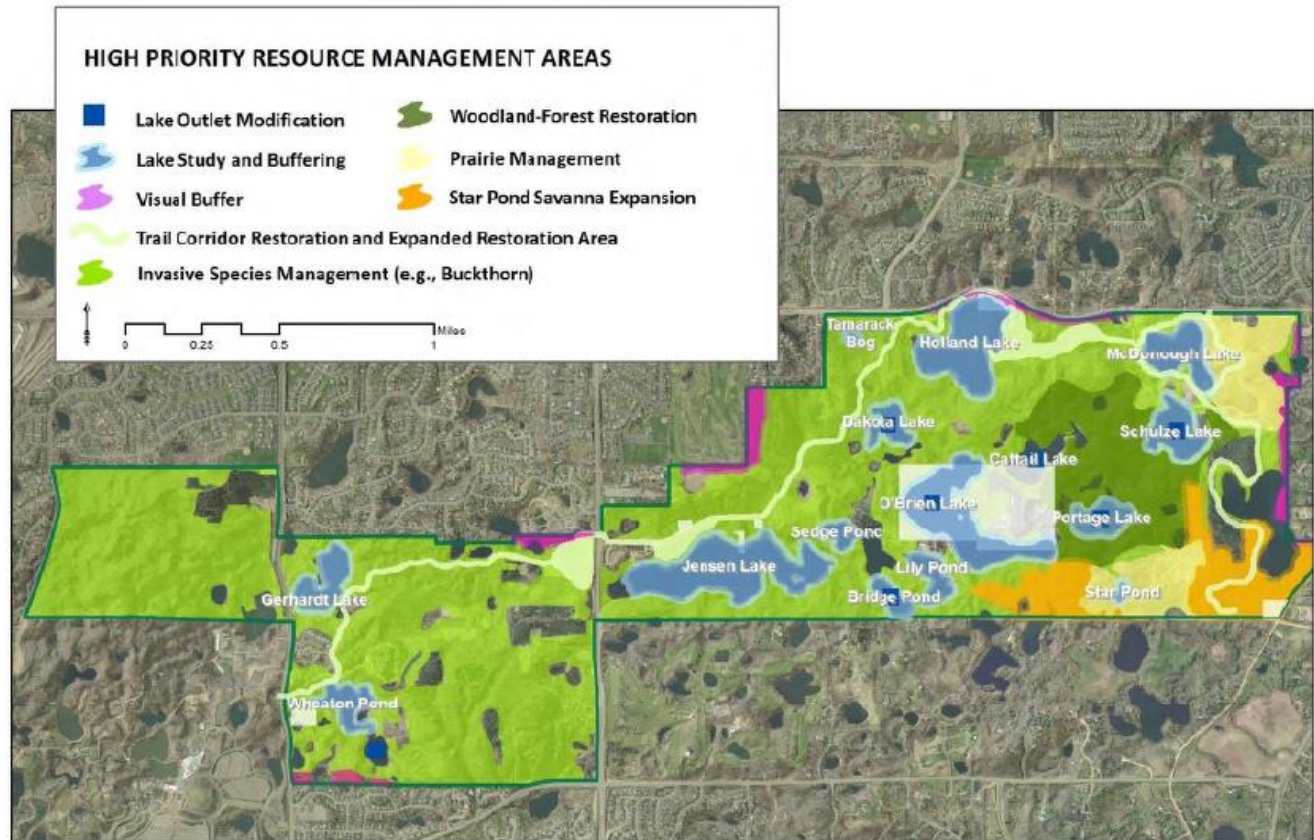 HIGH PRIORITY RESOURCE MANAGEMENT AREAS
Lake Outlet Modification
Woodland-Forest Restoration
Lake Study and Buffering
Prairie Management
Visual Buffer
Star Pond Savanna Expansion
Trail Corridor Restoration and Expanded Restoration Area
Invasive Species Management (e.g., Buckthorn)
Miles
0 0.25 0.5 1
Tamarack
Bog
Holland Lake
McDonough Lake
Dakota Lake
Schulze Lake
Cattail Lake
O'Brien Lake
Portage Lake
Sedge Pond
Jensen Lake
Lily Pond
Bridge Pond
Star Pond
Gerhardt Lake
Wheaton Pond